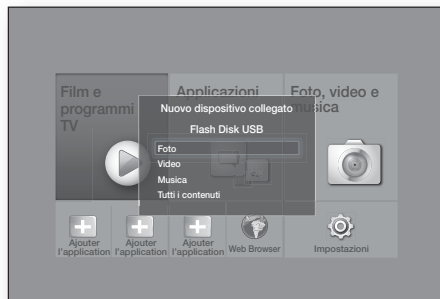 Film e
programmi
TV
Applicazioni
Foto, video e
musica
Nuovo dispositivo collegato
Flash Disk USB
Foto
Video
Musica
Tutti i contenuti
Ajouter
l'application
Ajouter
l'application
Ajouter
l'application
Web Browser
Impostazioni